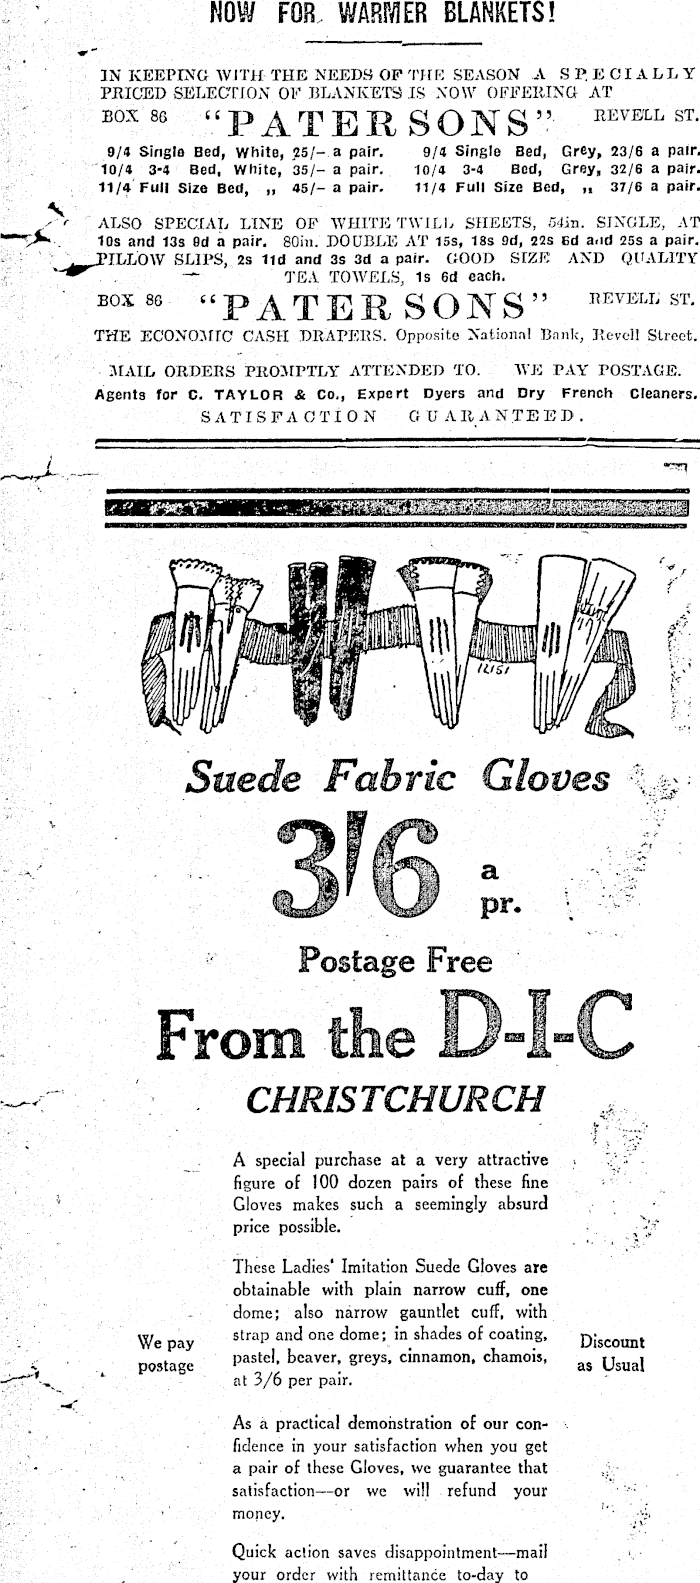 NOW FOR WARMER BLANKETS!
IN KEEPING WITH THE NEEDS OF THE SEASON A SPECIALLY
PRICED SELECTION OF BLANKETS IS NOW OFFERING AT
BOX 86 "PATERSONS" REVELL ST.
9/4 Single Bed, White, 25/- a pair. 9/4 Single Bed, Grey, 23/6 a pair.
10/4 3-4 Bed, White, 35/- a pair. 10/4 3-4 Bed, Grey, 32/6 a pair.
11/4 Full Size Bed, ,, 45/- a pair. 11/4 Full Size Bed, ,, 37/6 a pair.
ALSO SPECIAL LINE OF WHITE TWILL SHEETS, 54in. SINGLE, AT
10s and 13s 9d a pair. 80in. DOUBLE AT 15s, 18s 9d, 22s 6d and 25s a pair.
PILLOW SLIPS, 2s 11d and 3s 3d a pair. GOOD SIZE AND QUALITY
TEA TOWELS, 1s 6d each.
BOX 86 "PATERSONS" REVELL ST.
THE ECONOMIC CASH DRAPERS. Opposite National Bank, Revell Street.
MAIL ORDERS PROMPTLY ATTENDED TO. WE PAY POSTAGE.
Agents for C. TAYLOR & Co., Expert Dyers and Dry French Cleaners.
SATISFACTION GUARANTEED.
12151
Suede Fabric Gloves
3/6 a pr.
Postage Free
From the D-I-C
CHRISTCHURCH
A special purchase at a very attractive
figure of 100 dozen pairs of these fine
Gloves makes such a seemingly absurd
price possible.
These Ladies' Imitation Suede Gloves are
obtainable with plain narrow cuff, one
dome; also narrow gauntlet cuff, with
strap and one dome; in shades of coating,
pastel, beaver, greys, cinnamon, chamois,
at 3/6 per pair.
We pay
postage
Discount
as Usual
As a practical demonstration of our con-
fidence in your satisfaction when you get
a pair of these Gloves, we guarantee that
satisfaction—or we will refund your
money.
Quick action saves disappointment—mail
your order with remittance to-day to